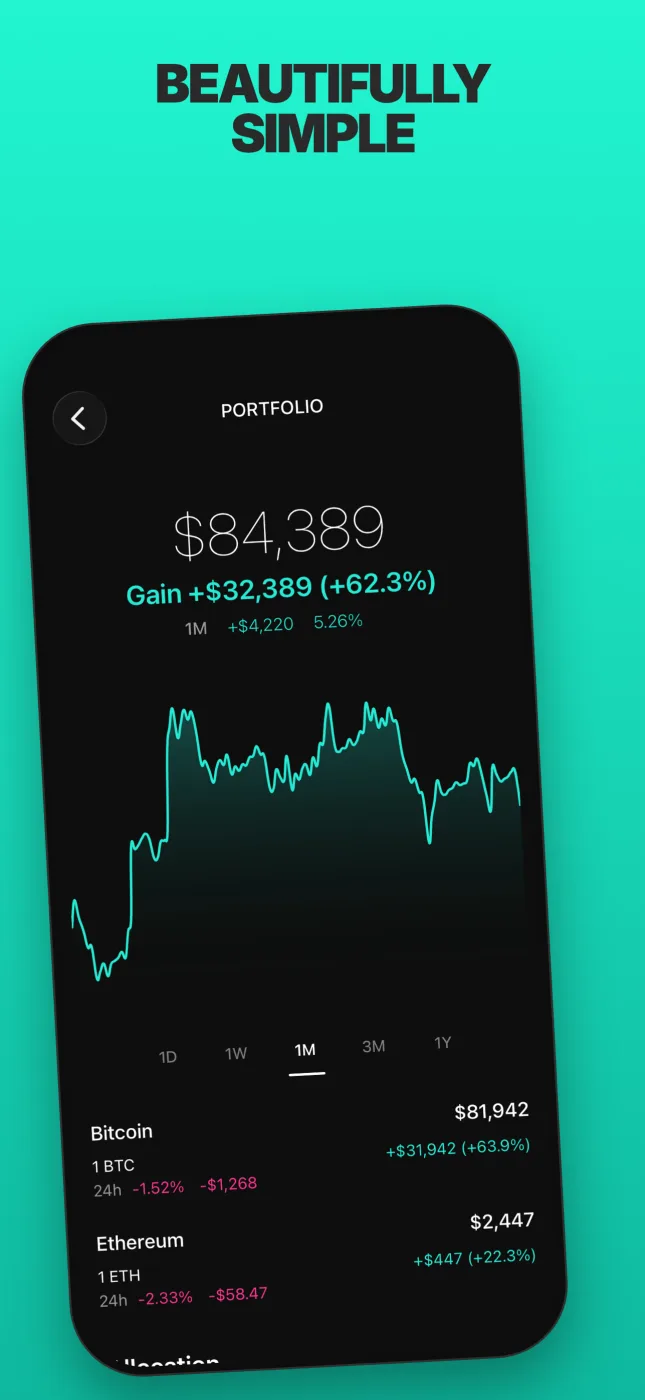 BEAUTIFULLY
SIMPLE
PORTFOLIO
$84,389
Gain +$32,389 (+62.3%)
1M +$4,220 5.26%
1D 1W 1M 3M 1Y
Bitcoin $81,942
1 BTC +$31,942 (+63.9%)
24h -1.52% -$1,268
Ethereum $2,447
1 ETH +$447 (+22.3%)
24h -2.33% -$58.47